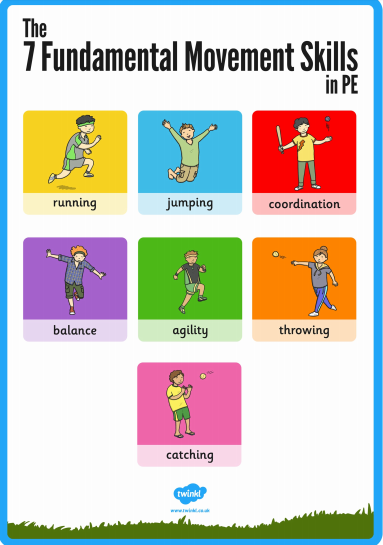 The
7 Fundamental Movement Skills
in PE
running
jumping
coordination
balance
agility
throwing
catching
twinkl
www.twinkl.co.uk